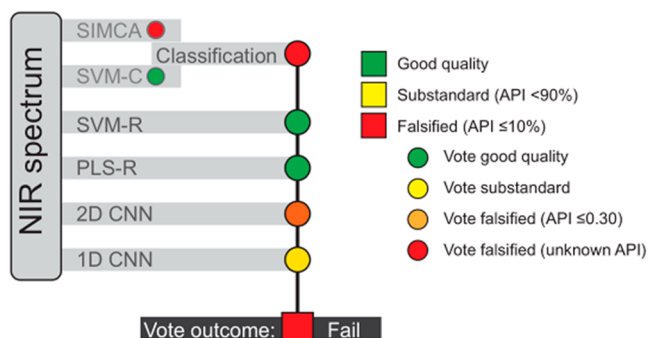 NIR spectrum
SIMCA
Classification
SVM-C
SVM-R
PLS-R
2D CNN
1D CNN
Vote outcome: Fail
Good quality
Substandard (API <90%)
Falsified (API ≤10%)
Vote good quality
Vote substandard
Vote falsified (API ≤0.30)
Vote falsified (unknown API)